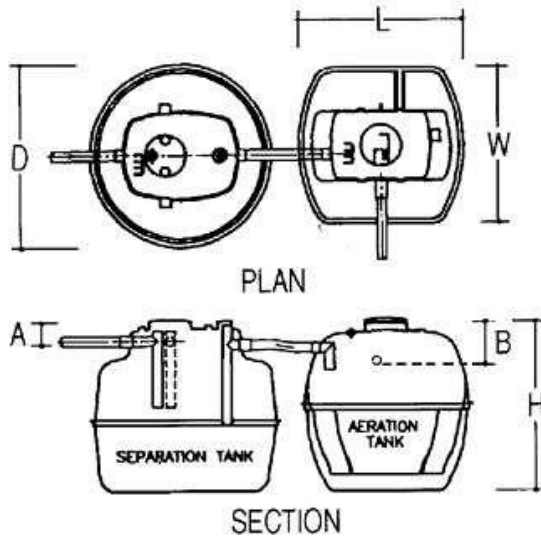 L
D
W
PLAN
A
B
H
SEPARATION TANK
AERATION
TANK
SECTION